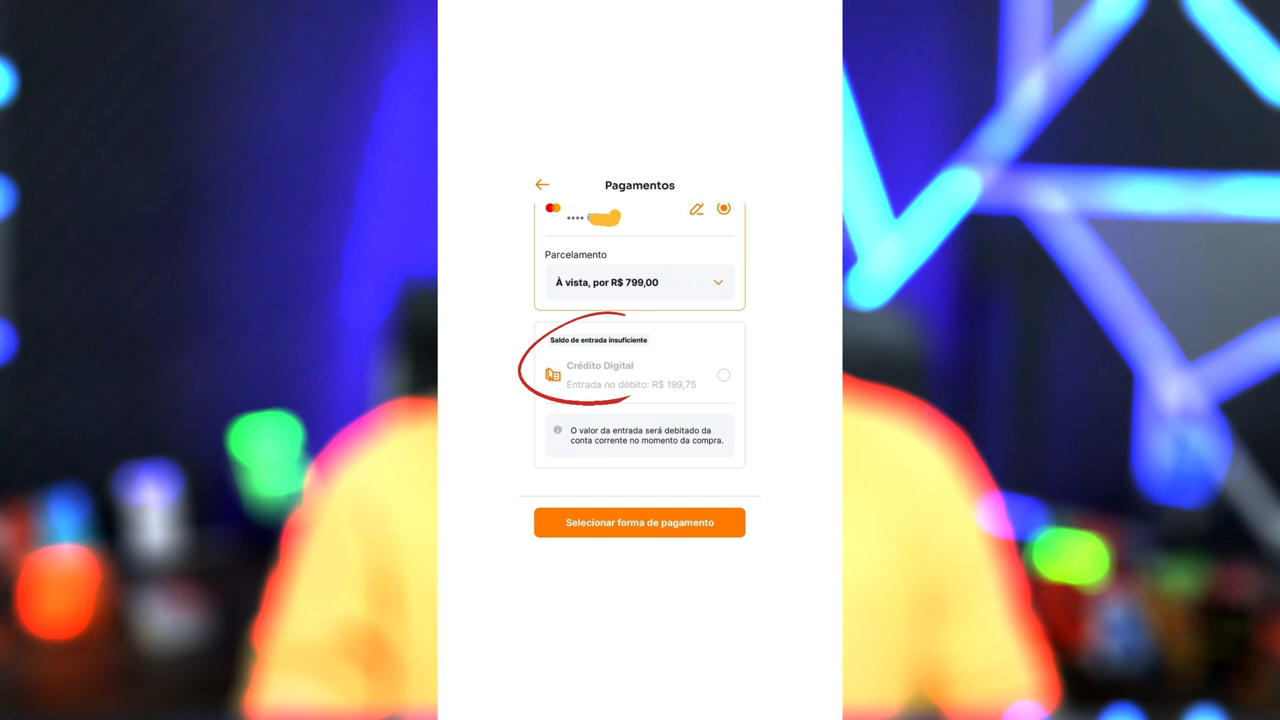 Pagamentos
••••
Parcelamento
À vista, por R$ 799,00
Saldo de entrada insuficiente
Crédito Digital
Entrada no débito: R$ 199,75
O valor da entrada será debitado da
conta corrente no momento da compra.
Selecionar forma de pagamento